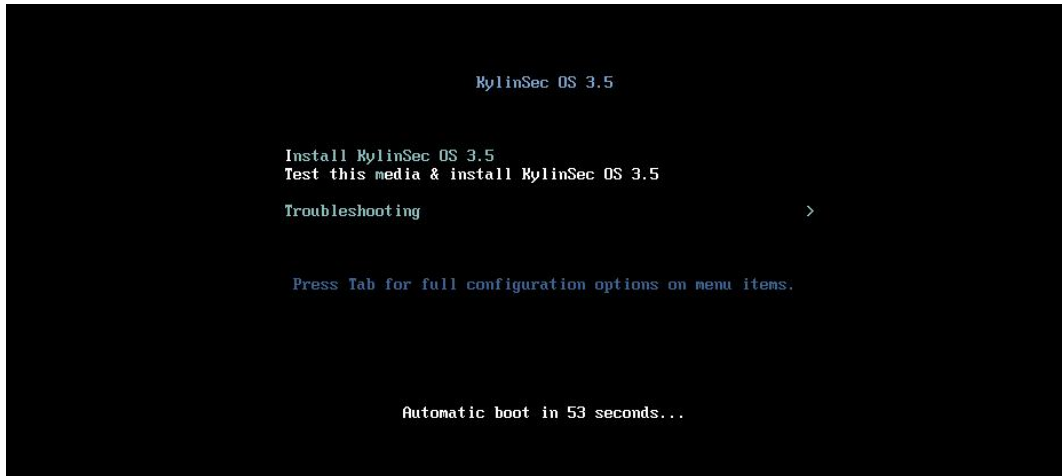 KylinSec OS 3.5
Install KylinSec OS 3.5
Test this media & install KylinSec OS 3.5
Troubleshooting >
Press Tab for full configuration options on menu items.
Automatic boot in 53 seconds...